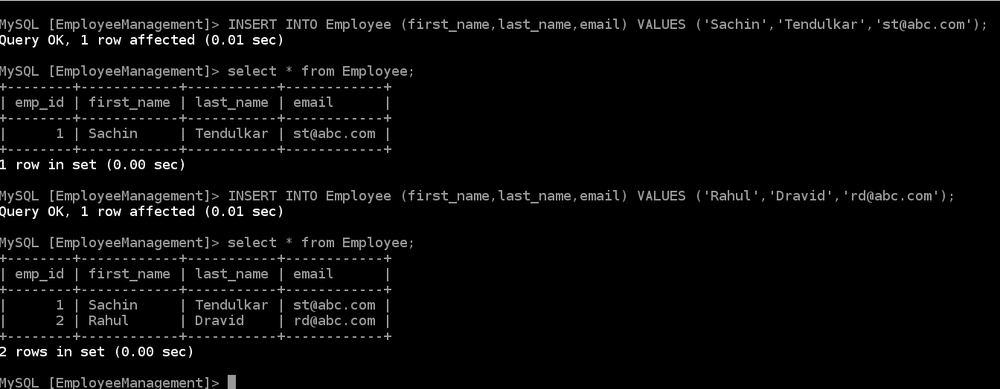 MySQL [EmployeeManagement]> INSERT INTO Employee (first_name,last_name,email) VALUES ('Sachin','Tendulkar','st@abc.com');
Query OK, 1 row affected (0.01 sec)
MySQL [EmployeeManagement]> select * from Employee;
+--------+------------+-----------+------------+
| emp_id | first_name | last_name | email      |
+--------+------------+-----------+------------+
|      1 | Sachin     | Tendulkar | st@abc.com |
+--------+------------+-----------+------------+
1 row in set (0.00 sec)
MySQL [EmployeeManagement]> INSERT INTO Employee (first_name,last_name,email) VALUES ('Rahul','Dravid','rd@abc.com');
Query OK, 1 row affected (0.01 sec)
MySQL [EmployeeManagement]> select * from Employee;
+--------+------------+-----------+------------+
| emp_id | first_name | last_name | email      |
+--------+------------+-----------+------------+
|      1 | Sachin     | Tendulkar | st@abc.com |
|      2 | Rahul      | Dravid    | rd@abc.com |
+--------+------------+-----------+------------+
2 rows in set (0.00 sec)
MySQL [EmployeeManagement]>